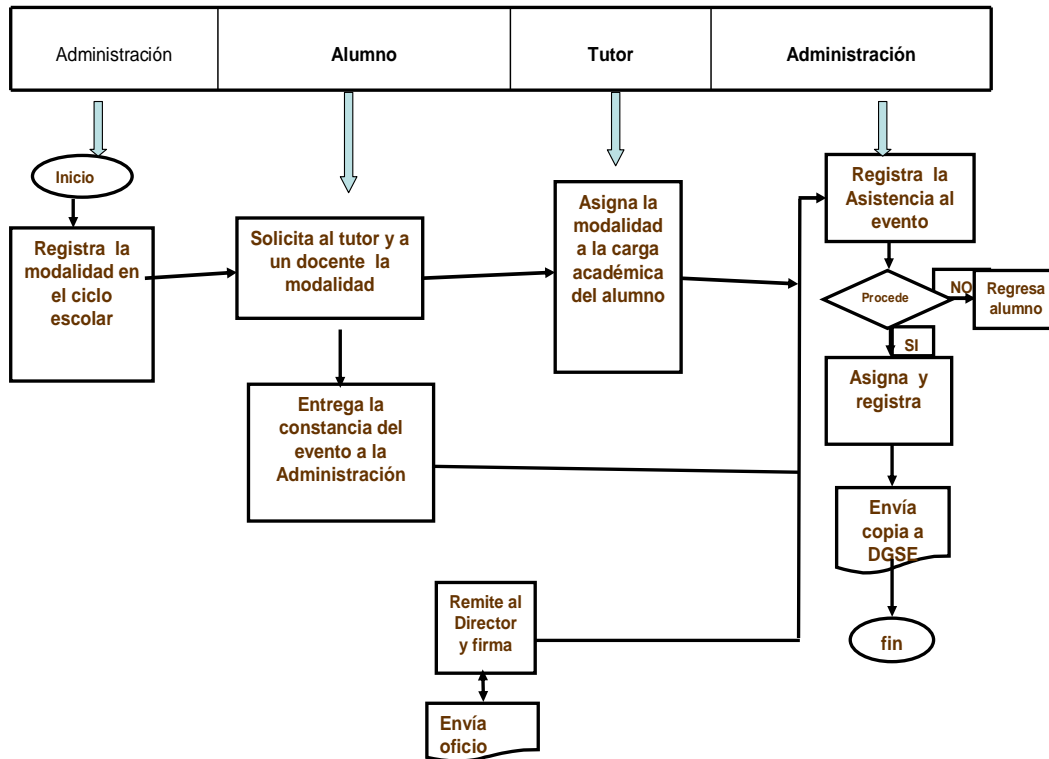 Administración
Alumno
Tutor
Administración
Inicio
Registra la
modalidad en
el ciclo
escolar
Solicita al tutor y a
un docente la
modalidad
Entrega la
constancia del
evento a la
Administración
Asigna la
modalidad
a la carga
académica
del alumno
Registra la
Asistencia al
evento
Procede
NO
Regresa
alumno
SI
Asigna y
registra
Envía
copia a
DGSE
fin
Remite al
Director
y firma
Envía
oficio